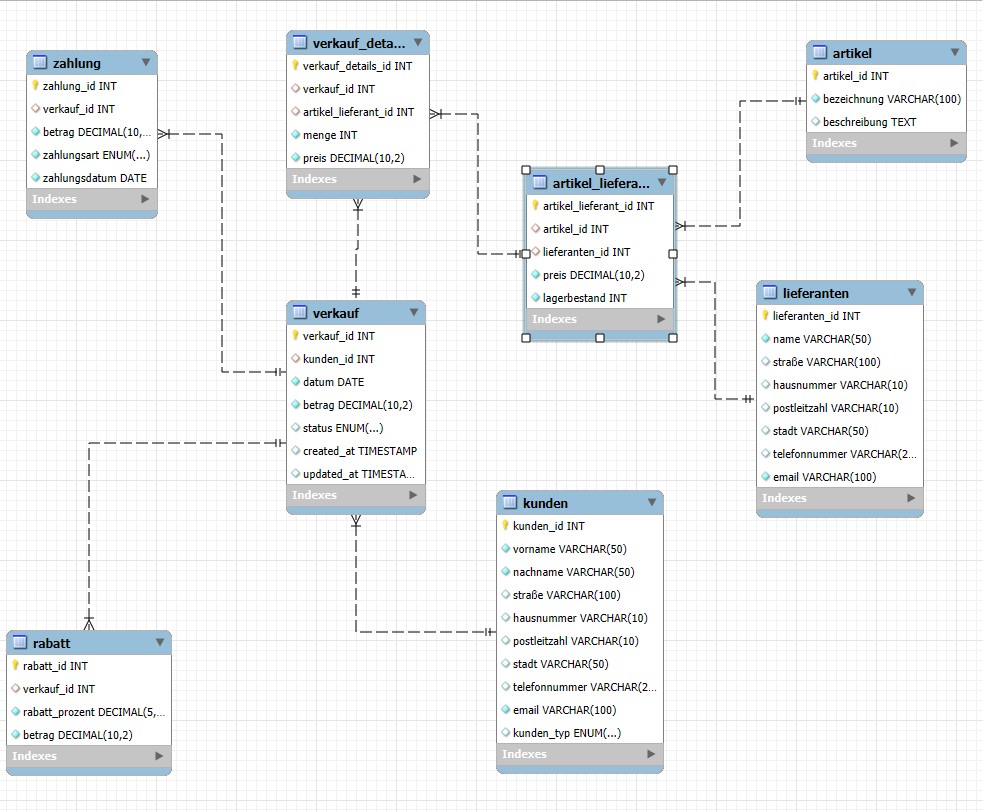 zahlung
zahlung_id INT
verkauf_id INT
betrag DECIMAL(10,...
zahlungsart ENUM(...)
zahlungsdatum DATE
Indexes
verkauf_deta...
verkauf_details_id INT
verkauf_id INT
artikel_lieferant_id INT
menge INT
preis DECIMAL(10,2)
Indexes
artikel
artikel_id INT
bezeichnung VARCHAR(100)
beschreibung TEXT
Indexes
artikel_liefera...
artikel_lieferant_id INT
artikel_id INT
lieferanten_id INT
preis DECIMAL(10,2)
lagerbestand INT
Indexes
lieferanten
lieferanten_id INT
name VARCHAR(50)
straße VARCHAR(100)
hausnummer VARCHAR(10)
postleitzahl VARCHAR(10)
stadt VARCHAR(50)
telefonnummer VARCHAR(2...
email VARCHAR(100)
Indexes
verkauf
verkauf_id INT
kunden_id INT
datum DATE
betrag DECIMAL(10,2)
status ENUM(...)
created_at TIMESTAMP
updated_at TIMESTA...
Indexes
kunden
kunden_id INT
vorname VARCHAR(50)
nachname VARCHAR(50)
straße VARCHAR(100)
hausnummer VARCHAR(10)
postleitzahl VARCHAR(10)
stadt VARCHAR(50)
telefonnummer VARCHAR(2...
email VARCHAR(100)
kunden_typ ENUM(...)
Indexes
rabatt
rabatt_id INT
verkauf_id INT
rabatt_prozent DECIMAL(5,...
betrag DECIMAL(10,2)
Indexes